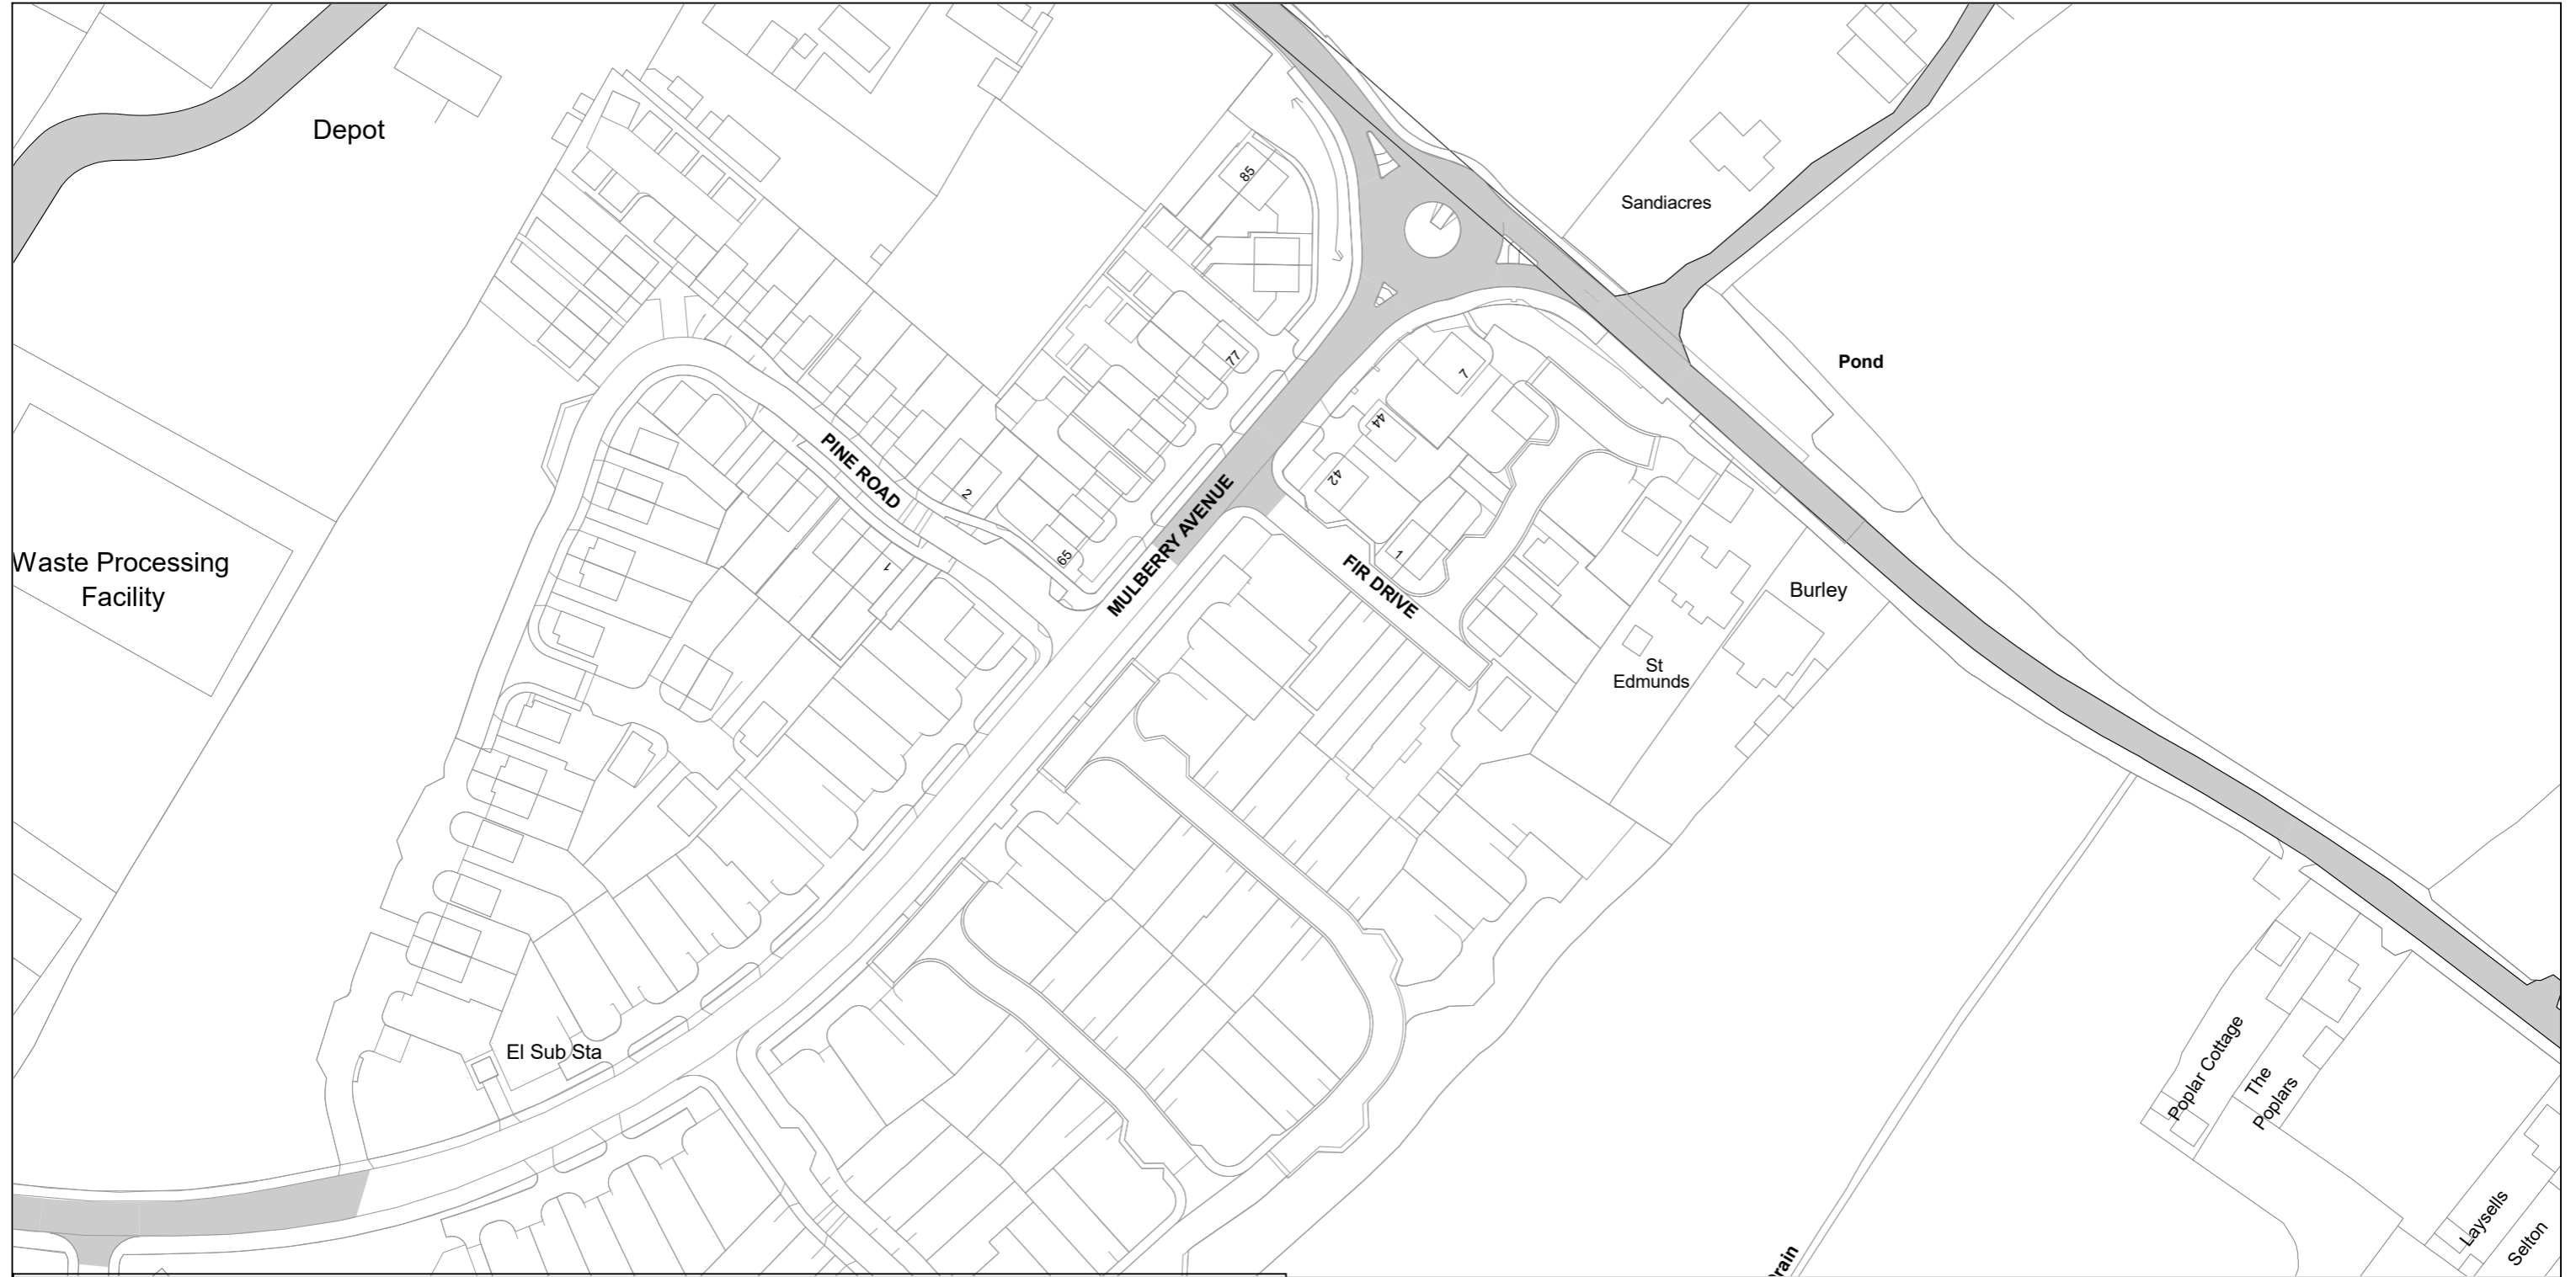 Depot
85
Sandiacres
77
Pond
7
44
PINE ROAD
2
42
MULBERRY AVENUE
65
1
1
FIR DRIVE
Waste Processing
Facility
Burley
St
Edmunds
El Sub Sta
Poplar Cottage
The
Poplars
Laysells
Selton